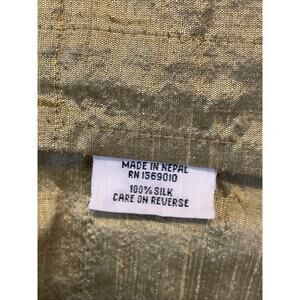 MADE IN NEPAL
RN 1569010
100% SILK
CARE ON REVERSE